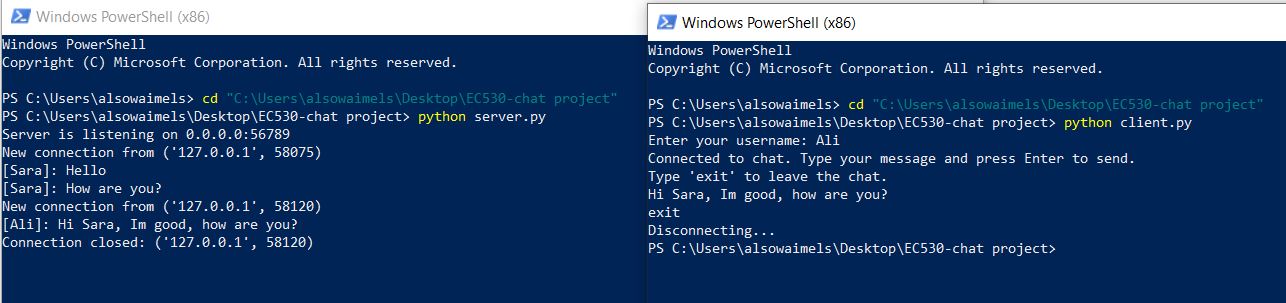 Windows PowerShell (x86)
Windows PowerShell
Copyright (C) Microsoft Corporation. All rights reserved.
PS C:\Users\alsowaimels> cd "C:\Users\alsowaimels\Desktop\EC530-chat project"
PS C:\Users\alsowaimels\Desktop\EC530-chat project> python server.py
Server is listening on 0.0.0.0:56789
New connection from ('127.0.0.1', 58075)
[Sara]: Hello
[Sara]: How are you?
New connection from ('127.0.0.1', 58120)
[Ali]: Hi Sara, Im good, how are you?
Connection closed: ('127.0.0.1', 58120)
Windows PowerShell (x86)
Windows PowerShell
Copyright (C) Microsoft Corporation. All rights reserved.
PS C:\Users\alsowaimels> cd "C:\Users\alsowaimels\Desktop\EC530-chat project"
PS C:\Users\alsowaimels\Desktop\EC530-chat project> python client.py
Enter your username: Ali
Connected to chat. Type your message and press Enter to send.
Type 'exit' to leave the chat.
Hi Sara, Im good, how are you?
exit
Disconnecting...
PS C:\Users\alsowaimels\Desktop\EC530-chat project>